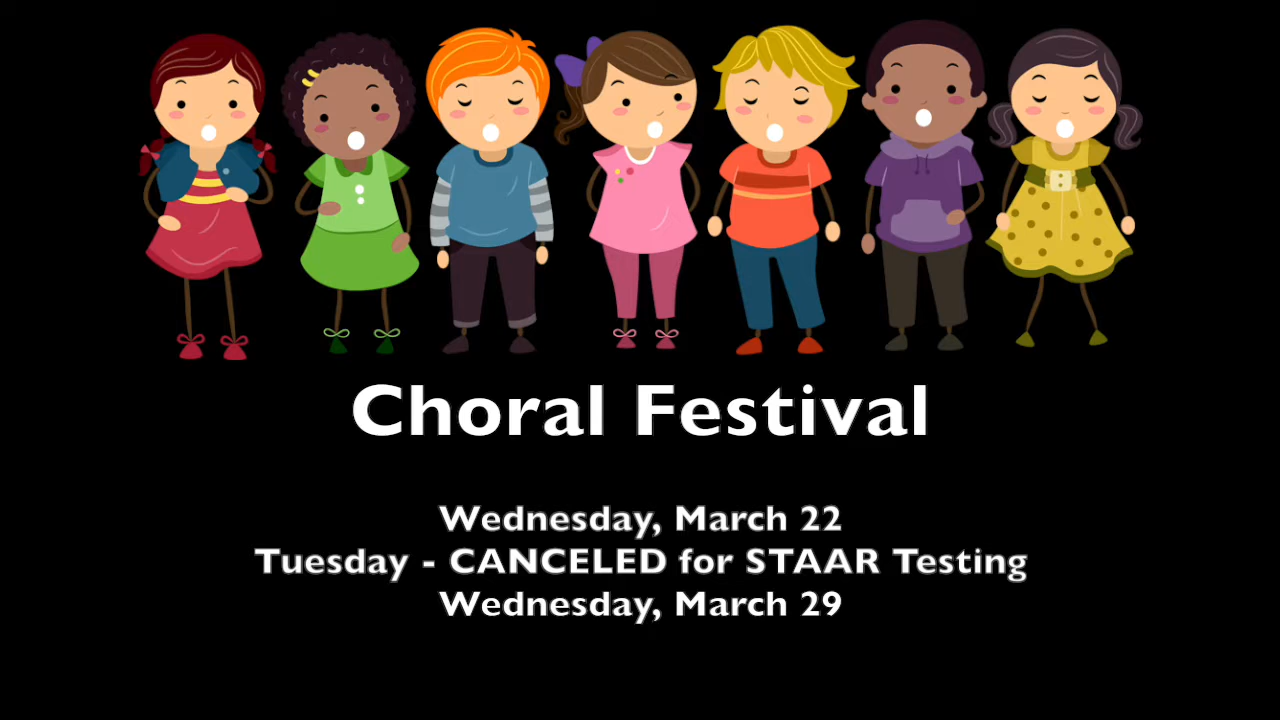 Choral Festival
Wednesday, March 22
Tuesday - CANCELED for STAAR Testing
Wednesday, March 29